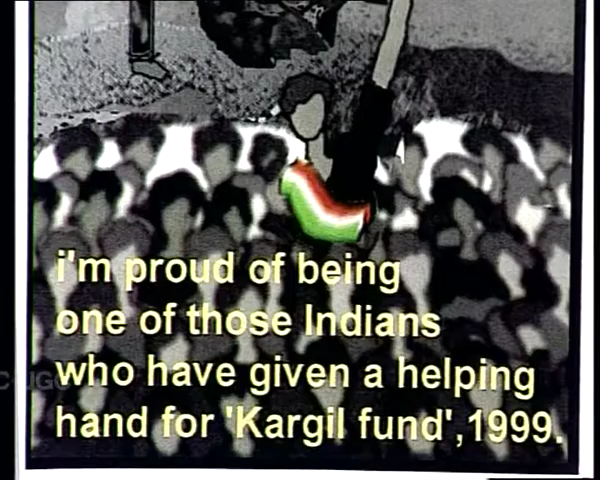 i'm proud of being
one of those Indians
who have given a helping
hand for 'Kargil fund',1999.